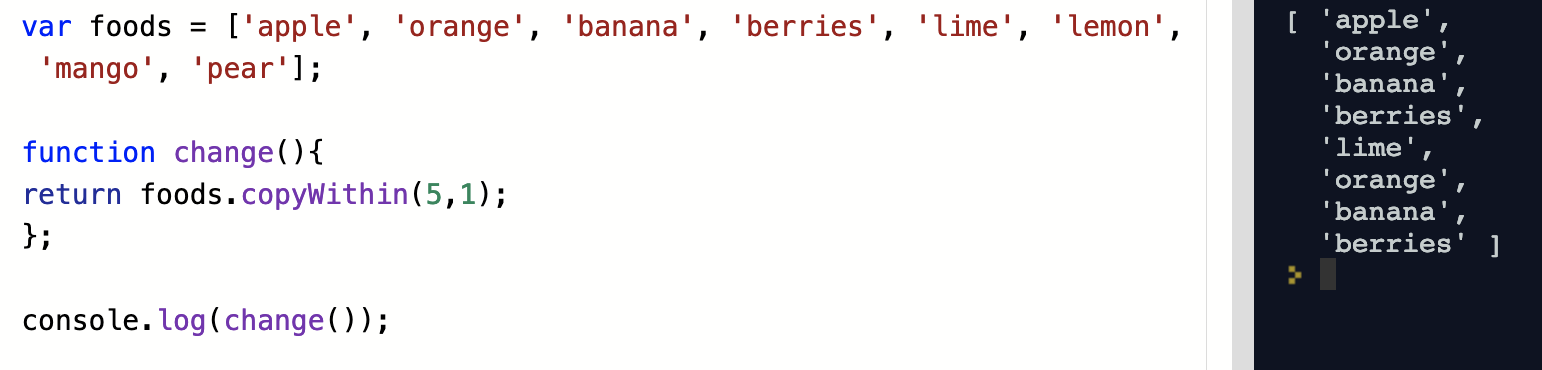 var foods = ['apple', 'orange', 'banana', 'berries', 'lime', 'lemon',
'mango', 'pear'];
function change(){
return foods.copyWithin(5,1);
};
console.log(change());
[ 'apple',
'orange',
'banana',
'berries',
'lime',
'orange',
'banana',
'berries' ]